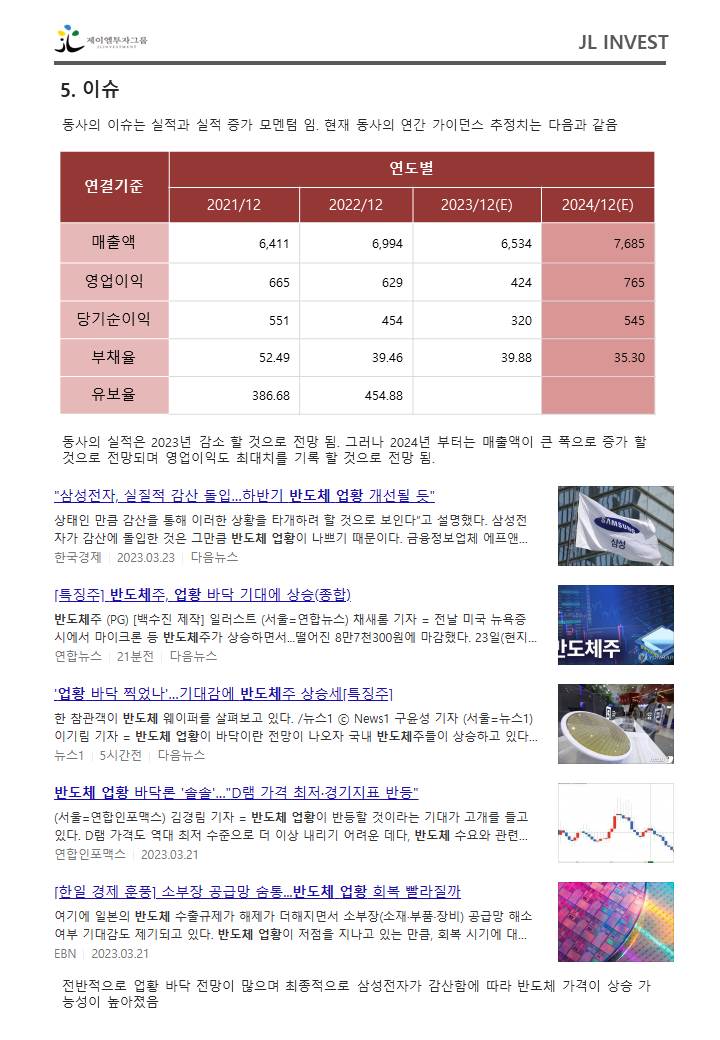 제이엘투자그룹
JLINVESTMENT
JL INVEST
5. 이슈
동사의 이슈는 실적과 실적 증가 모멘텀 임. 현재 동사의 연간 가이던스 추정치는 다음과 같음
연결기준 연도별
2021/12 2022/12 2023/12(E) 2024/12(E)
매출액 6,411 6,994 6,534 7,685
영업이익 665 629 424 765
당기순이익 551 454 320 545
부채율 52.49 39.46 39.88 35.30
유보율 386.68 454.88
동사의 실적은 2023년 감소 할 것으로 전망 됨. 그러나 2024년 부터는 매출액이 큰 폭으로 증가 할
것으로 전망되며 영업이익도 최대치를 기록 할 것으로 전망 됨.
"삼성전자, 실질적 감산 돌입...하반기 반도체 업황 개선될 듯"
상태인 만큼 감산을 통해 이러한 상황을 타개하려 할 것으로 보인다"고 설명했다. 삼성전
자가 감산에 돌입한 것은 그만큼 반도체 업황이 나쁘기 때문이다. 금융정보업체 에프앤...
한국경제 | 2023.03.23 | 다음뉴스
SAMSUNG
삼성
[특징주] 반도체주, 업황 바닥 기대에 상승(종합)
반도체주 (PG) [백수진 제작] 일러스트 (서울=연합뉴스) 채새롬 기자 = 전날 미국 뉴욕증
시에서 마이크론 등 반도체주가 상승하면서...떨어진 8만7천300원에 마감했다. 23일(현지...
연합뉴스 | 21분전 | 다음뉴스
반도체주
'업황 바닥 찍었나'...기대감에 반도체주 상승세[특징주]
한 참관객이 반도체 웨이퍼를 살펴보고 있다. /뉴스1 ⓒ News1 구윤성 기자 (서울=뉴스1)
이기림 기자 = 반도체 업황이 바닥이란 전망이 나오자 국내 반도체주들이 상승하고 있다...
뉴스1 | 5시간전 | 다음뉴스
반도체 업황 바닥론 '솔솔'..."D램 가격 최저·경기지표 반등"
(서울=연합인포맥스) 김경림 기자 = 반도체 업황이 반등할 것이라는 기대가 고개를 들고
있다. D램 가격도 역대 최저 수준으로 더 이상 내리기 어려운 데다, 반도체 수요와 관련...
연합인포맥스 | 2023.03.21
[한일 경제 훈풍] 소부장 공급망 숨통...반도체 업황 회복 빨라질까
여기에 일본의 반도체 수출규제가 해제가 더해지면서 소부장(소재·부품·장비) 공급망 해소
여부 기대감도 제기되고 있다. 반도체 업황이 저점을 지나고 있는 만큼, 회복 시기에 대...
EBN | 2023.03.21
전반적으로 업황 바닥 전망이 많으며 최종적으로 삼성전자가 감산함에 따라 반도체 가격이 상승 가
능성이 높아졌음